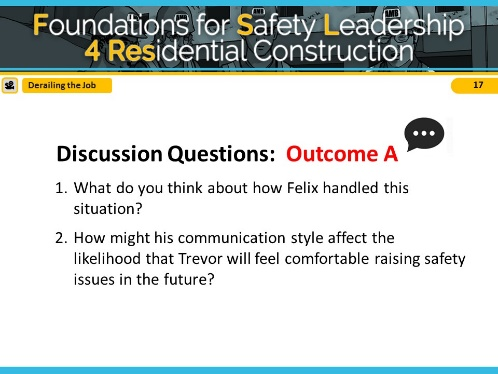 Foundations for Safety Leadership
4 Residential Construction
Derailing the Job
17
Discussion Questions: Outcome A
1. What do you think about how Felix handled this
situation?
2. How might his communication style affect the
likelihood that Trevor will feel comfortable raising safety
issues in the future?